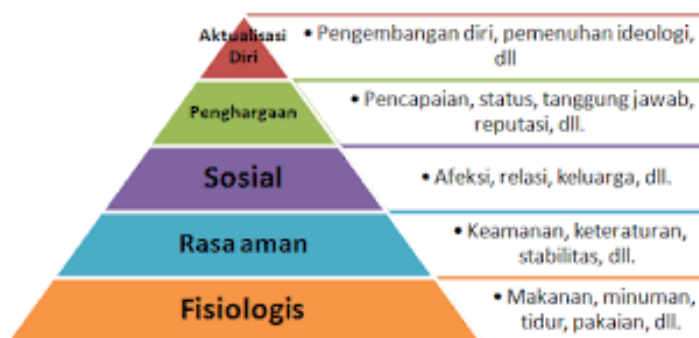 Aktualisasi
Diri
• Pengembangan diri, pemenuhan ideologi,
dll
Penghargaan
• Pencapaian, status, tanggung jawab,
reputasi, dll.
Sosial
• Afeksi, relasi, keluarga, dll.
Rasa aman
• Keamanan, keteraturan,
stabilitas, dll.
Fisiologis
• Makanan, minuman,
tidur, pakaian, dll.